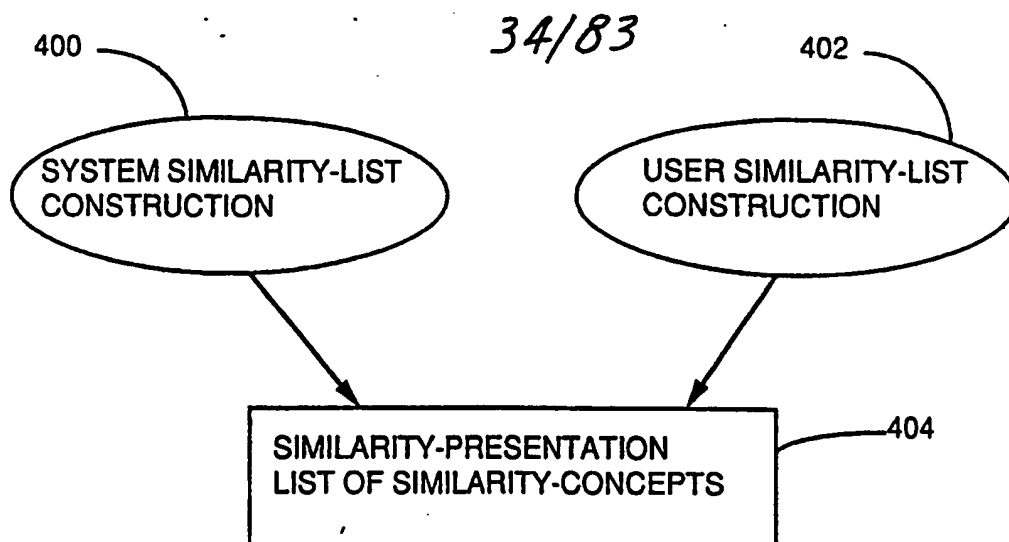 34/83
400
402
SYSTEM SIMILARITY-LIST
CONSTRUCTION
USER SIMILARITY-LIST
CONSTRUCTION
404
SIMILARITY-PRESENTATION
LIST OF SIMILARITY-CONCEPTS